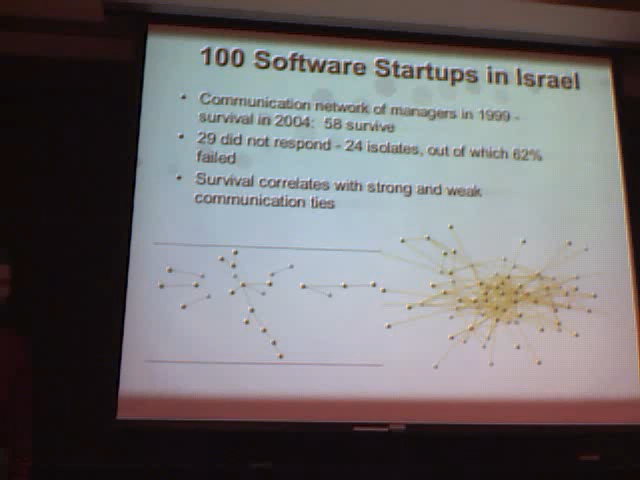 100 Software Startups in Israel
• Communication network of managers in 1999 -
survival in 2004: 58 survive
• 29 did not respond - 24 isolates, out of which 62%
failed
• Survival correlates with strong and weak
communication ties